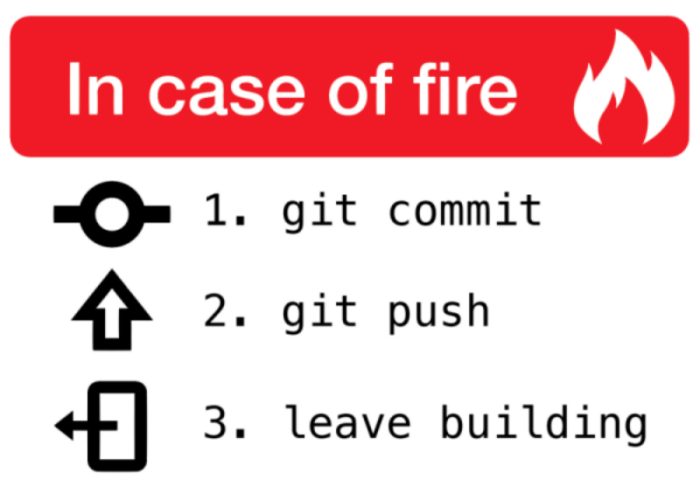 In case of fire
1. git commit
2. git push
3. leave building